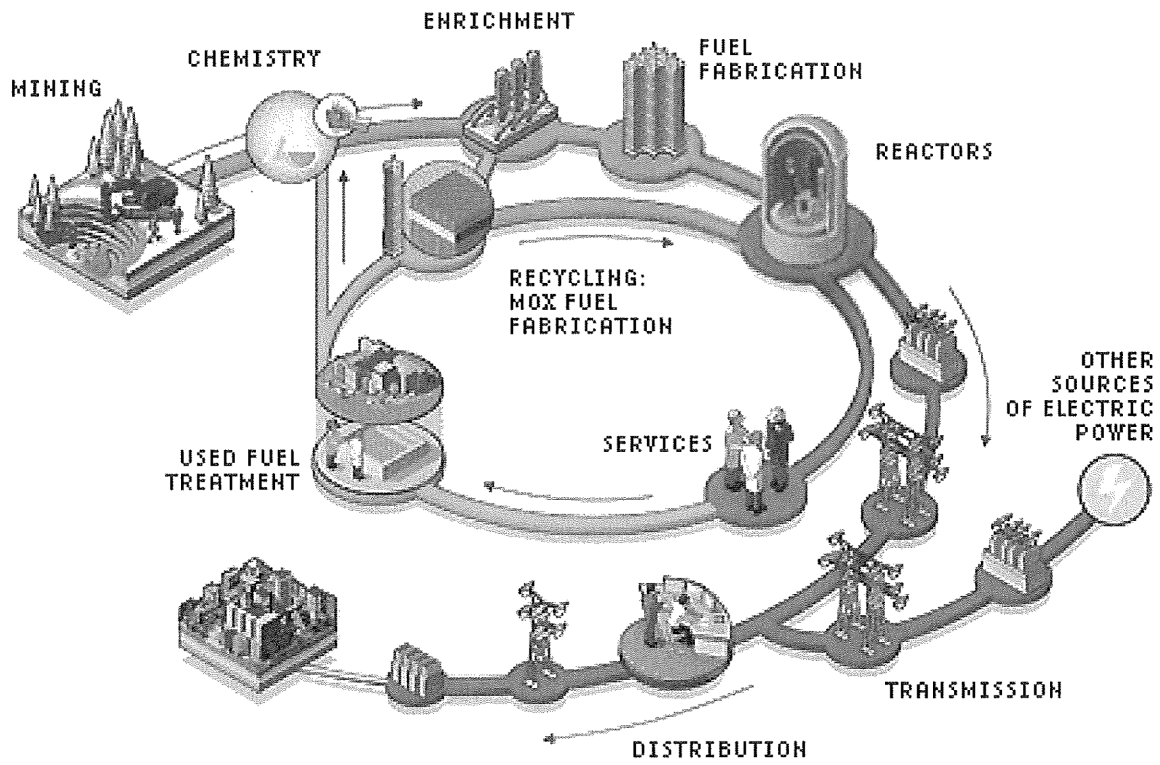 ENRICHMENT
CHEMISTRY
FUEL
FABRICATION
MINING
REACTORS
RECYCLING:
MOX FUEL
FABRICATION
OTHER
SOURCES
OF ELECTRIC
POWER
SERVICES
USED FUEL
TREATMENT
TRANSMISSION
DISTRIBUTION